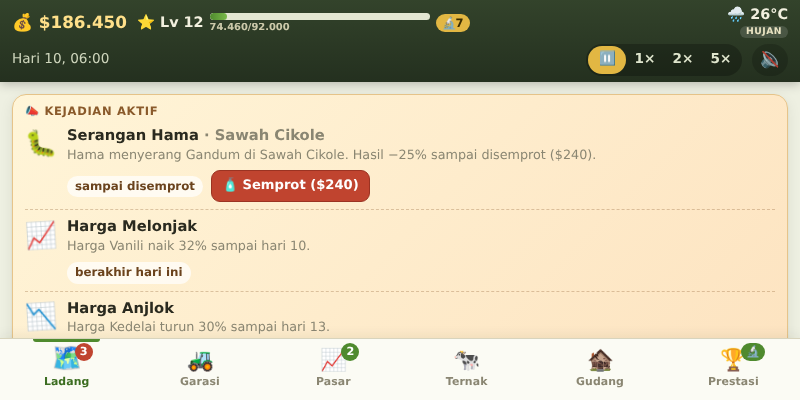 $186.450
Lv 12
74.460/92.000
7
26°C
HUJAN
Hari 10, 06:00
1×
2×
5×
KEJADIAN AKTIF
Serangan Hama · Sawah Cikole
Hama menyerang Gandum di Sawah Cikole. Hasil −25% sampai disemprot ($240).
sampai disemprot
Semprot ($240)
Harga Melonjak
Harga Vanili naik 32% sampai hari 10.
berakhir hari ini
Harga Anjlok
Harga Kedelai turun 30% sampai hari 13.
3
2
Ladang
Garasi
Pasar
Ternak
Gudang
Prestasi